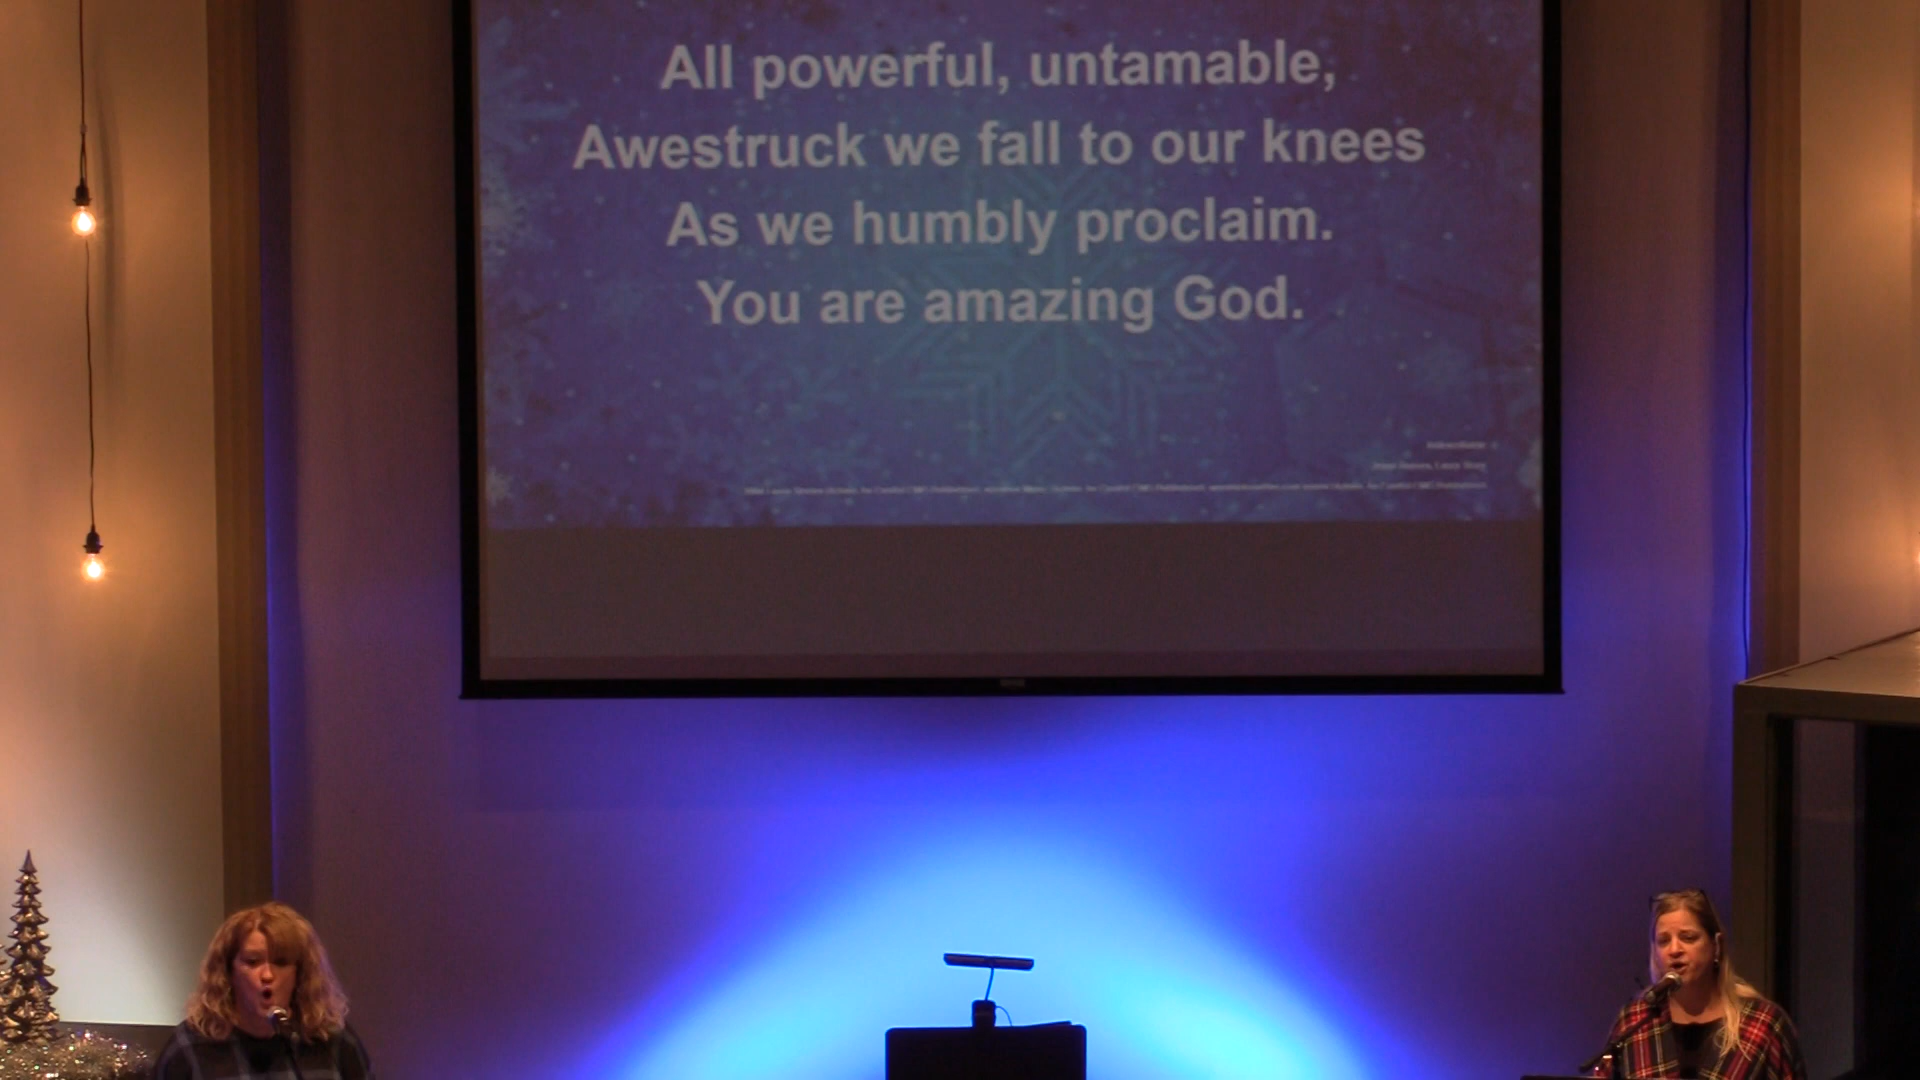 All powerful, untamable,
Awestruck we fall to our knees
As we humbly proclaim.
You are amazing God.